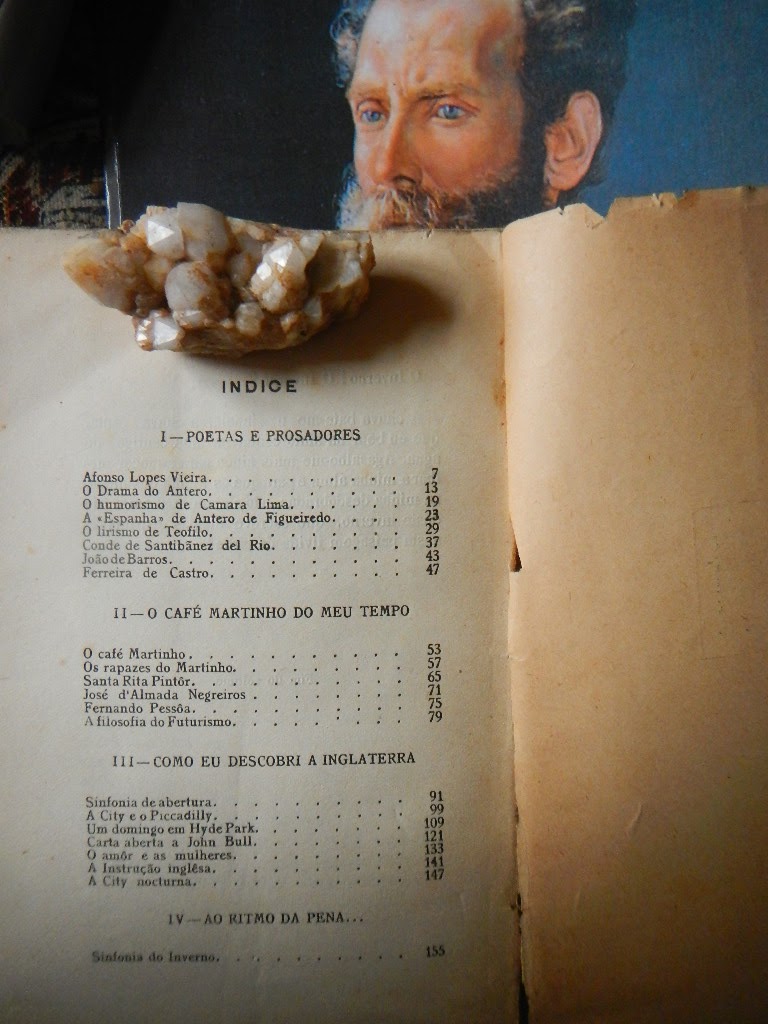 INDICE
I—POETAS E PROSADORES
Afonso Lopes Vieira. . . . . . . . . . 7
O Drama do Antero. . . . . . . . . . 13
O humorismo de Camara Lima. . . . . . 19
A «Espanha» de Antero de Figueiredo. . . . . 23
O lirismo de Teofilo. . . . . . . . . . 29
Conde de Santibãnez del Rio. . . . . . . 37
João de Barros. . . . . . . . . . . 43
Ferreira de Castro. . . . . . . . . . 47
II—O CAFÉ MARTINHO DO MEU TEMPO
O café Martinho. . . . . . . . . . . 53
Os rapazes do Martinho. . . . . . . . . 57
Santa Rita Pintôr. . . . . . . . . . . 65
José d'Almada Negreiros . . . . . . . . 71
Fernando Pessôa. . . . . . . . . . . 75
A filosofia do Futurismo. . . . . . . . . 79
III—COMO EU DESCOBRI A INGLATERRA
Sinfonia de abertura. . . . . . . . . . 91
A City e o Piccadilly. . . . . . . . . . 99
Um domingo em Hyde Park. . . . . . . . 109
Carta aberta a John Bull. . . . . . . . . 121
O amôr e as mulheres. . . . . . . . . 133
A Instrução inglêsa. . . . . . . . . . 141
A City nocturna. . . . . . . . . . . 147
IV—AO RITMO DA PENA...
Sinfonia do Inverno. . . . . . . . . . 155